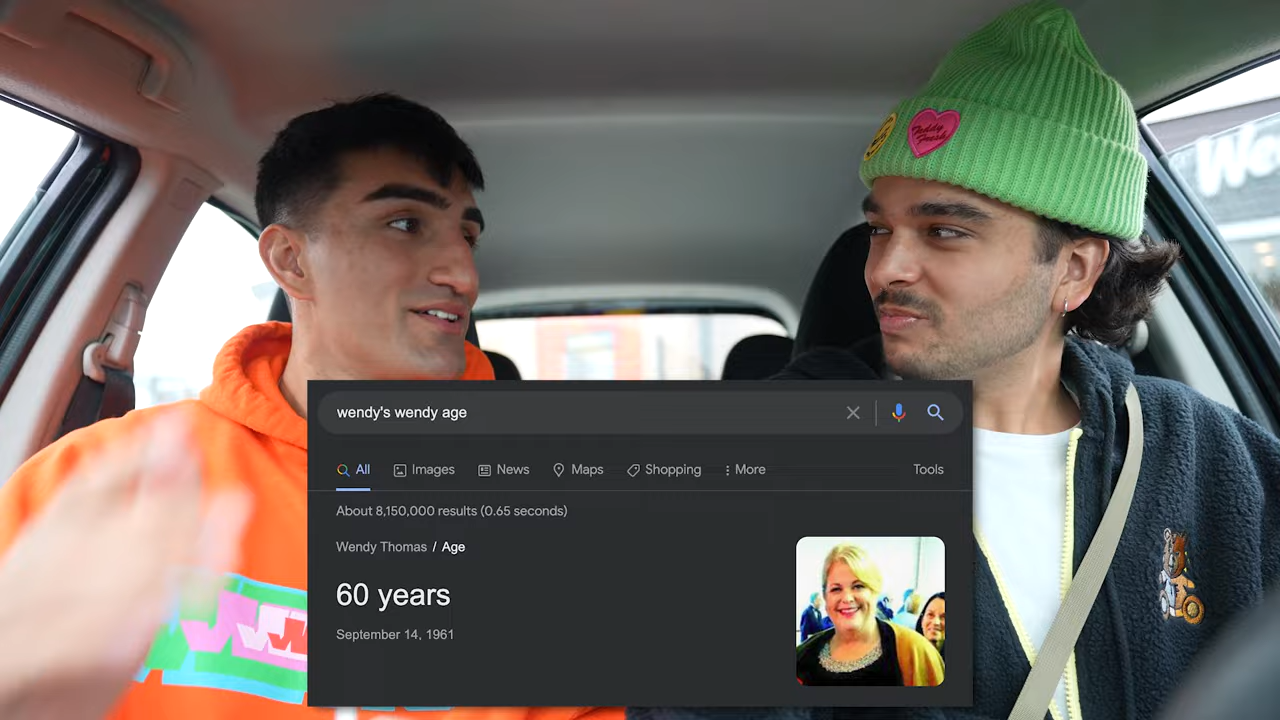 Teddy
Fresh
We
wendy's wendy age
All Images News Maps Shopping More Tools
About 8,150,000 results (0.65 seconds)
Wendy Thomas / Age
60 years
September 14, 1961